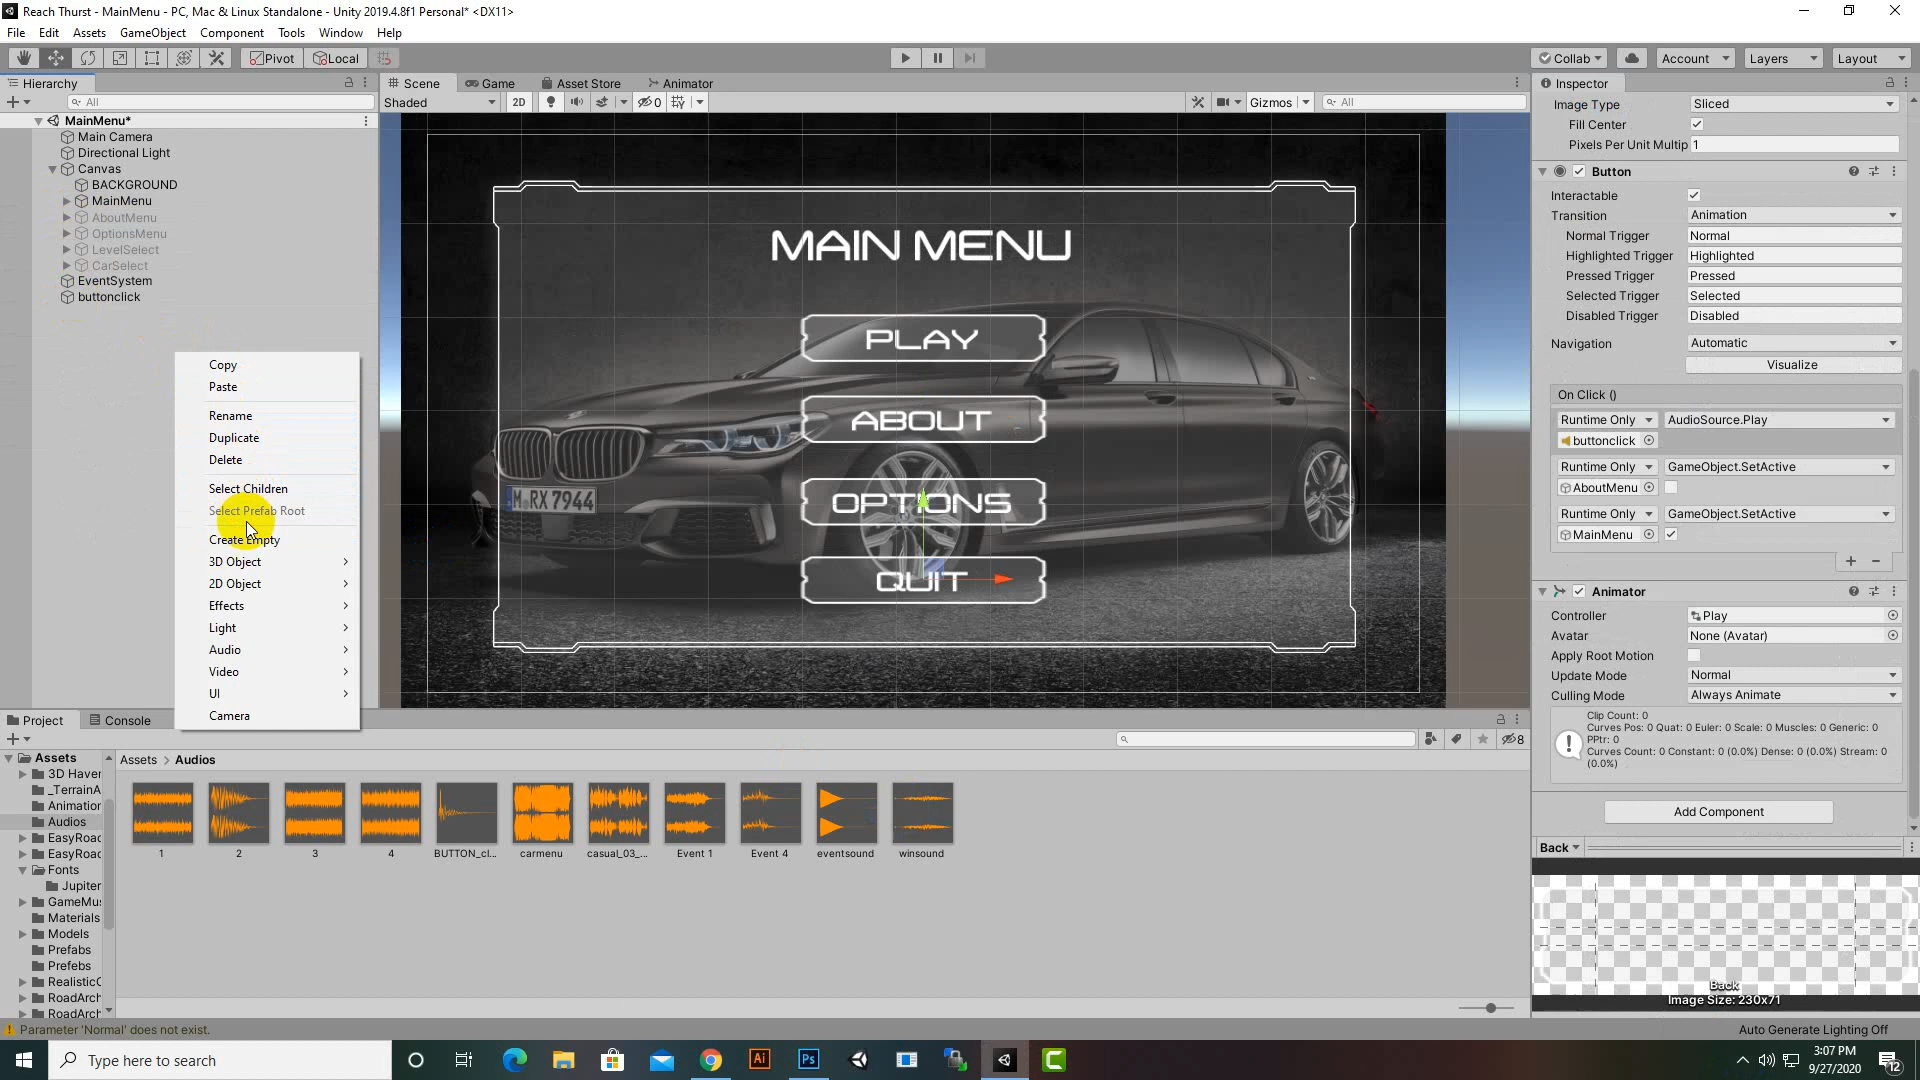 Reach Thurst - MainMenu - PC, Mac & Linux Standalone - Unity 2019.4.8f1 Personal* <DX11>
File Edit Assets GameObject Component Tools Window Help
Pivot Local Collab Account Layers Layout
Hierarchy
All
MainMenu*
Main Camera
Directional Light
Canvas
BACKGROUND
MainMenu
AboutMenu
OptionsMenu
LevelSelect
CarSelect
EventSystem
buttonclick
Copy
Paste
Rename
Duplicate
Delete
Select Children
Select Prefab Root
Create Empty
3D Object
2D Object
Effects
Light
Audio
Video
UI
Camera
Scene Game Asset Store Animator
Shaded 2D 0 Gizmos All
MAIN MENU
PLAY
ABOUT
OPTIONS
QUIT
M RX 7944
Inspector
Image Type Sliced
Fill Center
Pixels Per Unit Multip 1
Button
Interactable
Transition Animation
Normal Trigger Normal
Highlighted Trigger Highlighted
Pressed Trigger Pressed
Selected Trigger Selected
Disabled Trigger Disabled
Navigation Automatic
Visualize
On Click ()
Runtime Only AudioSource.Play
buttonclick
Runtime Only GameObject.SetActive
AboutMenu
Runtime Only GameObject.SetActive
MainMenu
Animator
Controller Play
Avatar None (Avatar)
Apply Root Motion
Update Mode Normal
Culling Mode Always Animate
Clip Count: 0
Curves Pos: 0 Quat: 0 Euler: 0 Scale: 0 Muscles: 0 Generic: 0
PPtr: 0
Curves Count: 0 Constant: 0 (0.0%) Dense: 0 (0.0%) Stream: 0
(0.0%)
Add Component
Back
Back
Image Size: 230x71
Project Console
8
Assets
3D Haver
_TerrainA
Animation
Audios
EasyRoad
EasyRoad
Fonts
Jupiter
GameMus
Materials
Models
Prefabs
Prefebs
RealisticC
RoadArch
RoadArch
Assets > Audios
1 2 3 4 BUTTON_cl... carmenu casual_03_... Event 1 Event 4 eventsound winsound
Parameter 'Normal' does not exist.
Auto Generate Lighting Off
Type here to search
Ai Ps
3:07 PM
9/27/2020
12